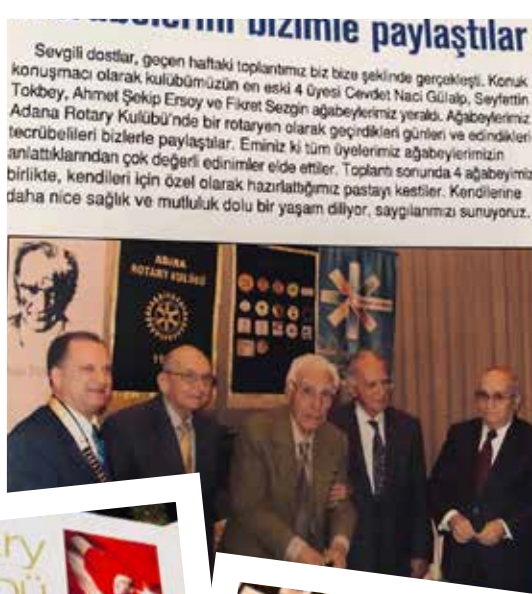 bizimle paylaştılar
Sevgili dostlar, geçen haftaki toplantımız biz bize şeklinde gerçekleşti. Konuk
konuşmacı olarak kulübümüzün en eski 4 üyesi Cevdet Naci Gülalp, Seyfettin
Tokbey, Ahmet Şekip Ersoy ve Fikret Sezgin ağabeylerimiz yeraldı. Ağabeylerimiz
Adana Rotary Kulübü'nde bir rotaryen olarak geçirdikleri günleri ve edindikleri
tecrübelileri bizlerle paylaştılar. Eminiz ki tüm üyelerimiz ağabeylerimizin
anlattıklarından çok değerli edinimler elde ettiler. Toplantı sonunda 4 ağabeyimiz
birlikte, kendileri için özel olarak hazırlattığımız pastayı kestiler. Kendilerine
daha nice sağlık ve mutluluk dolu bir yaşam diliyor, saygılarımızı sunuyoruz.
ADANA
ROTARY KULÜBÜ